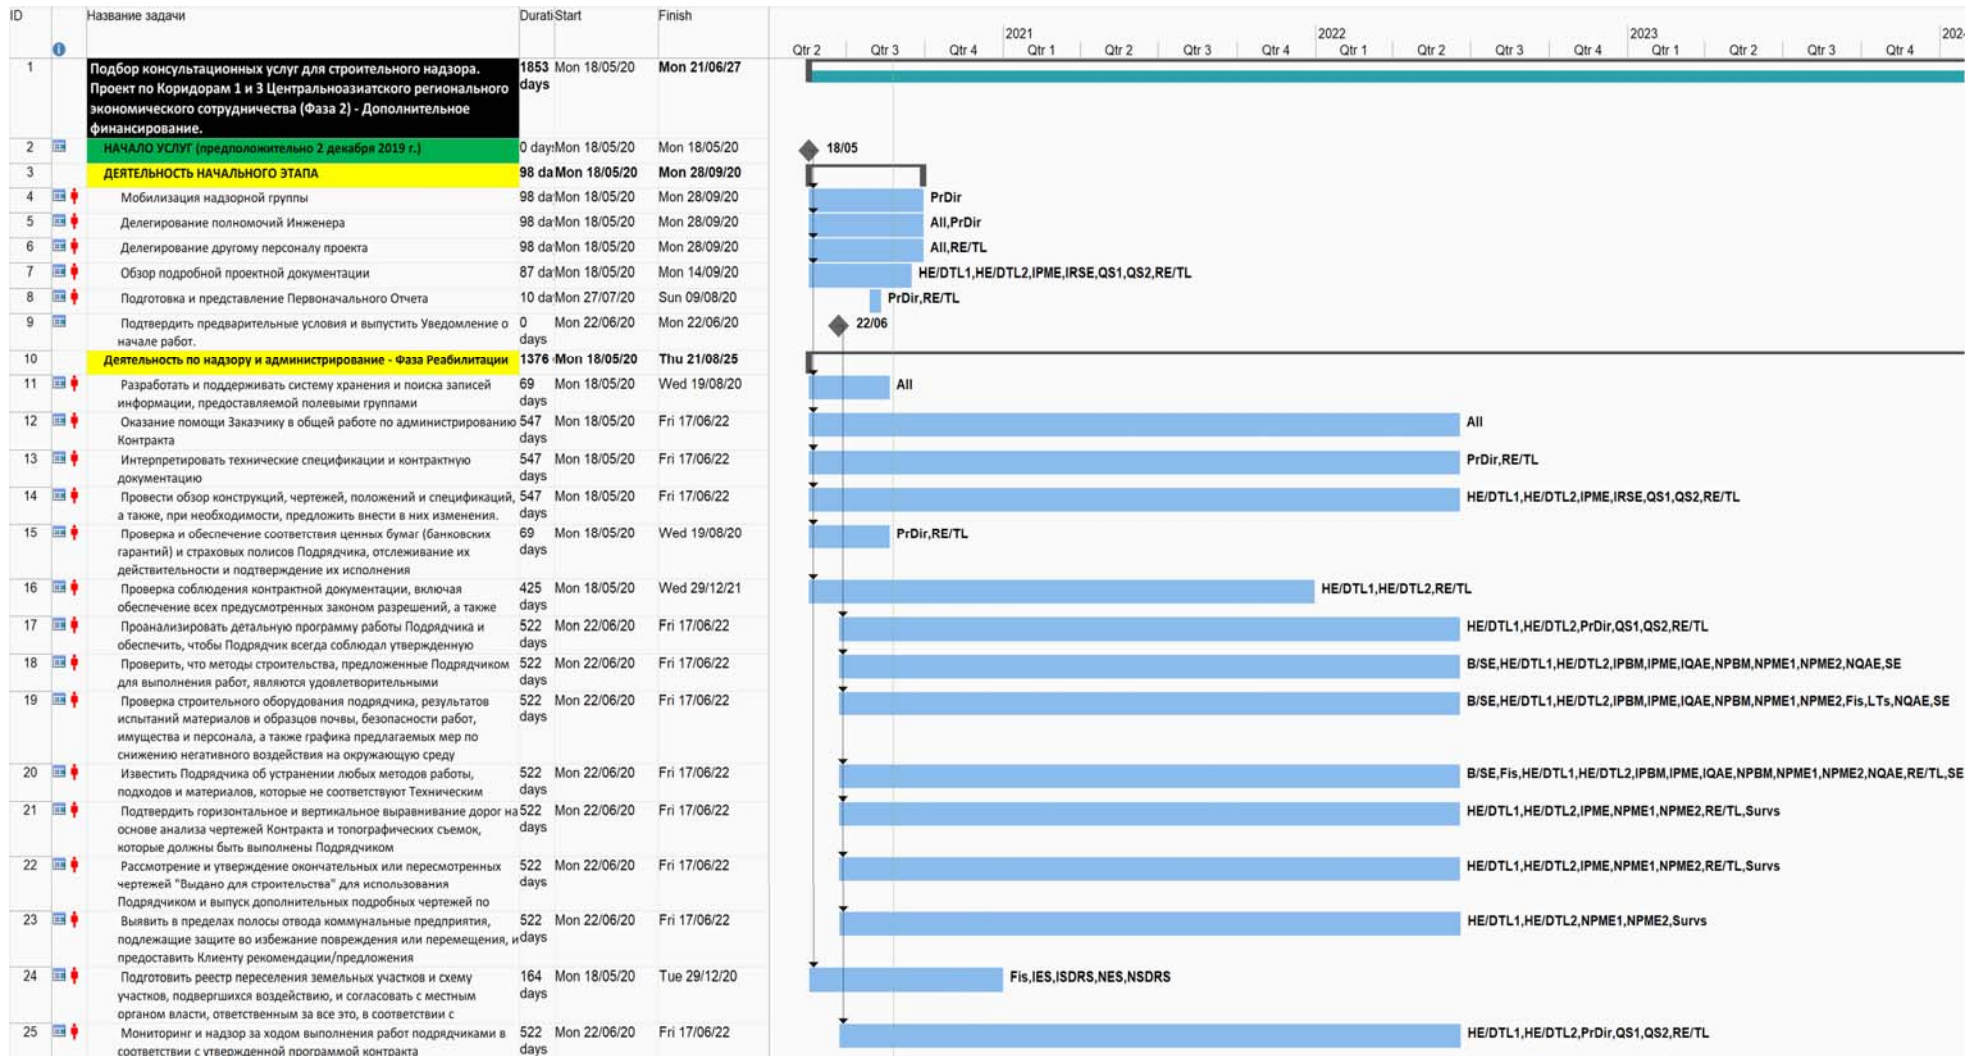 ID Название задачи Durati Start Finish
2021 2022 2023 202
Qtr 2 Qtr 3 Qtr 4 Qtr 1 Qtr 2 Qtr 3 Qtr 4 Qtr 1 Qtr 2 Qtr 3 Qtr 4 Qtr 1 Qtr 2 Qtr 3 Qtr 4
1 Подбор консультационных услуг для строительного надзора. 1853 Mon 18/05/20 Mon 21/06/27
Проект по Коридорам 1 и 3 Центральноазиатского регионального days
экономического сотрудничества (Фаза 2) - Дополнительное
финансирование.
2 НАЧАЛО УСЛУГ (предположительно 2 декабря 2019 г.) 0 days Mon 18/05/20 Mon 18/05/20 18/05
3 ДЕЯТЕЛЬНОСТЬ НАЧАЛЬНОГО ЭТАПА 98 da Mon 18/05/20 Mon 28/09/20
4 Мобилизация надзорной группы 98 da Mon 18/05/20 Mon 28/09/20 PrDir
5 Делегирование полномочий Инженера 98 da Mon 18/05/20 Mon 28/09/20 All,PrDir
6 Делегирование другому персоналу проекта 98 da Mon 18/05/20 Mon 28/09/20 All,RE/TL
7 Обзор подробной проектной документации 87 da Mon 18/05/20 Mon 14/09/20 HE/DTL1,HE/DTL2,IPME,IRSE,QS1,QS2,RE/TL
8 Подготовка и представление Первоначального Отчета 10 da Mon 27/07/20 Sun 09/08/20 PrDir,RE/TL
9 Подтвердить предварительные условия и выпустить Уведомление о 0 Mon 22/06/20 Mon 22/06/20 22/06
начале работ. days
10 Деятельность по надзору и администрирование - Фаза Реабилитации 1376 Mon 18/05/20 Thu 21/08/25
11 Разработать и поддерживать систему хранения и поиска записей 69 Mon 18/05/20 Wed 19/08/20 All
информации, предоставляемой полевыми группами days
12 Оказание помощи Заказчику в общей работе по администрированию 547 Mon 18/05/20 Fri 17/06/22 All
Контракта days
13 Интерпретировать технические спецификации и контрактную 547 Mon 18/05/20 Fri 17/06/22 PrDir,RE/TL
документацию days
14 Провести обзор конструкций, чертежей, положений и спецификаций, 547 Mon 18/05/20 Fri 17/06/22 HE/DTL1,HE/DTL2,IPME,IRSE,QS1,QS2,RE/TL
а также, при необходимости, предложить внести в них изменения. days
15 Проверка и обеспечение соответствия ценных бумаг (банковских 69 Mon 18/05/20 Wed 19/08/20 PrDir,RE/TL
гарантий) и страховых полисов Подрядчика, отслеживание их days
действительности и подтверждение их исполнения
16 Проверка соблюдения контрактной документации, включая 425 Mon 18/05/20 Wed 29/12/21 HE/DTL1,HE/DTL2,RE/TL
обеспечение всех предусмотренных законом разрешений, а также days
17 Проанализировать детальную программу работы Подрядчика и 522 Mon 22/06/20 Fri 17/06/22 HE/DTL1,HE/DTL2,PrDir,QS1,QS2,RE/TL
обеспечить, чтобы Подрядчик всегда соблюдал утвержденную days
18 Проверить, что методы строительства, предложенные Подрядчиком 522 Mon 22/06/20 Fri 17/06/22 B/SE,HE/DTL1,HE/DTL2,IPBM,IPME,IQAE,NPBM,NPME1,NPME2,NQAE,SE
для выполнения работ, являются удовлетворительными days
19 Проверка строительного оборудования подрядчика, результатов 522 Mon 22/06/20 Fri 17/06/22 B/SE,HE/DTL1,HE/DTL2,IPBM,IPME,IQAE,NPBM,NPME1,NPME2,Fis,LTs,NQAE,SE
испытаний материалов и образцов почвы, безопасности работ, days
имущества и персонала, а также графика предлагаемых мер по
снижению негативного воздействия на окружающую среду
20 Известить Подрядчика об устранении любых методов работы, 522 Mon 22/06/20 Fri 17/06/22 B/SE,Fis,HE/DTL1,HE/DTL2,IPBM,IPME,IQAE,NPBM,NPME1,NPME2,NQAE,RE/TL,SE
подходов и материалов, которые не соответствуют Техническим days
21 Подтвердить горизонтальное и вертикальное выравнивание дорог на 522 Mon 22/06/20 Fri 17/06/22 HE/DTL1,HE/DTL2,IPME,NPME1,NPME2,RE/TL,Survs
основе анализа чертежей Контракта и топографических съемок, days
которые должны быть выполнены Подрядчиком
22 Рассмотрение и утверждение окончательных или пересмотренных 522 Mon 22/06/20 Fri 17/06/22 HE/DTL1,HE/DTL2,IPME,NPME1,NPME2,RE/TL,Survs
чертежей "Выдано для строительства" для использования days
Подрядчиком и выпуск дополнительных подробных чертежей по
23 Выявить в пределах полосы отвода коммунальные предприятия, 522 Mon 22/06/20 Fri 17/06/22 HE/DTL1,HE/DTL2,NPME1,NPME2,Survs
подлежащие защите во избежание повреждения или перемещения, и days
предоставить Клиенту рекомендации/предложения
24 Подготовить реестр переселения земельных участков и схему 164 Mon 18/05/20 Tue 29/12/20 Fis,IES,ISDRS,NES,NSDRS
участков, подвергшихся воздействию, и согласовать с местным days
органом власти, ответственным за все это, в соответствии с
25 Мониторинг и надзор за ходом выполнения работ подрядчиками в 522 Mon 22/06/20 Fri 17/06/22 HE/DTL1,HE/DTL2,PrDir,QS1,QS2,RE/TL
соответствии с утвержденной программой контракта days